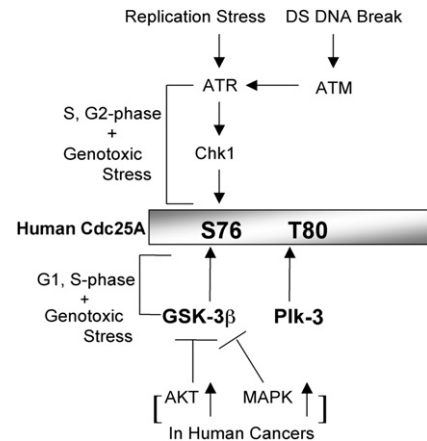 Replication Stress DS DNA Break
ATR ATM
S, G2-phase
+
Genotoxic
Stress
Chk1
Human Cdc25A S76 T80
G1, S-phase
+
Genotoxic
Stress
GSK-3β Plk-3
[ AKT MAPK ]
In Human Cancers